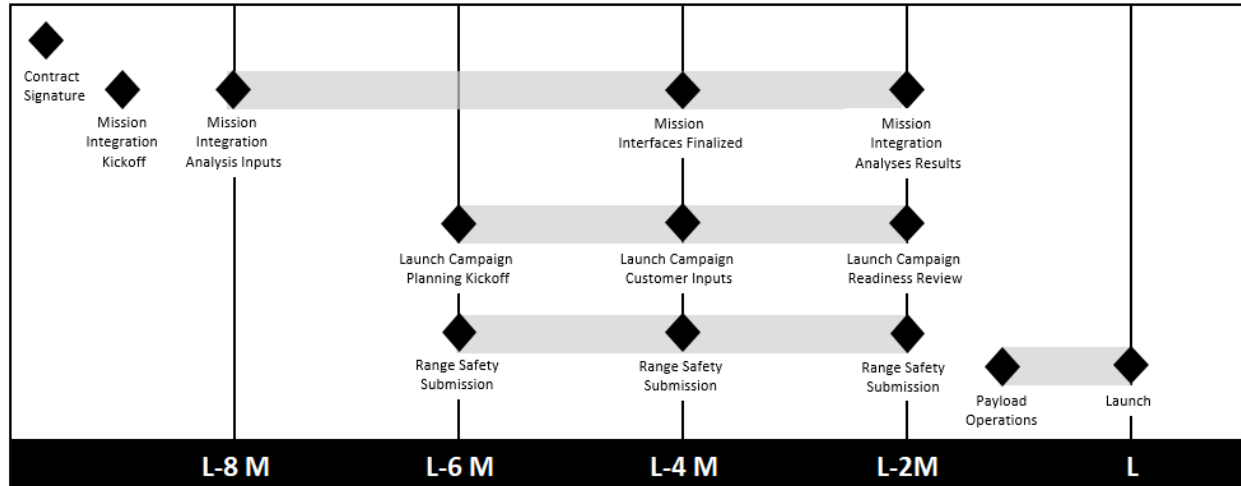 Contract
Signature
Mission
Integration
Kickoff
Mission
Integration
Analysis Inputs
Mission
Interfaces Finalized
Mission
Integration
Analyses Results
Launch Campaign
Planning Kickoff
Launch Campaign
Customer Inputs
Launch Campaign
Readiness Review
Range Safety
Submission
Range Safety
Submission
Range Safety
Submission
Payload
Operations
Launch
L-8 M
L-6 M
L-4 M
L-2M
L